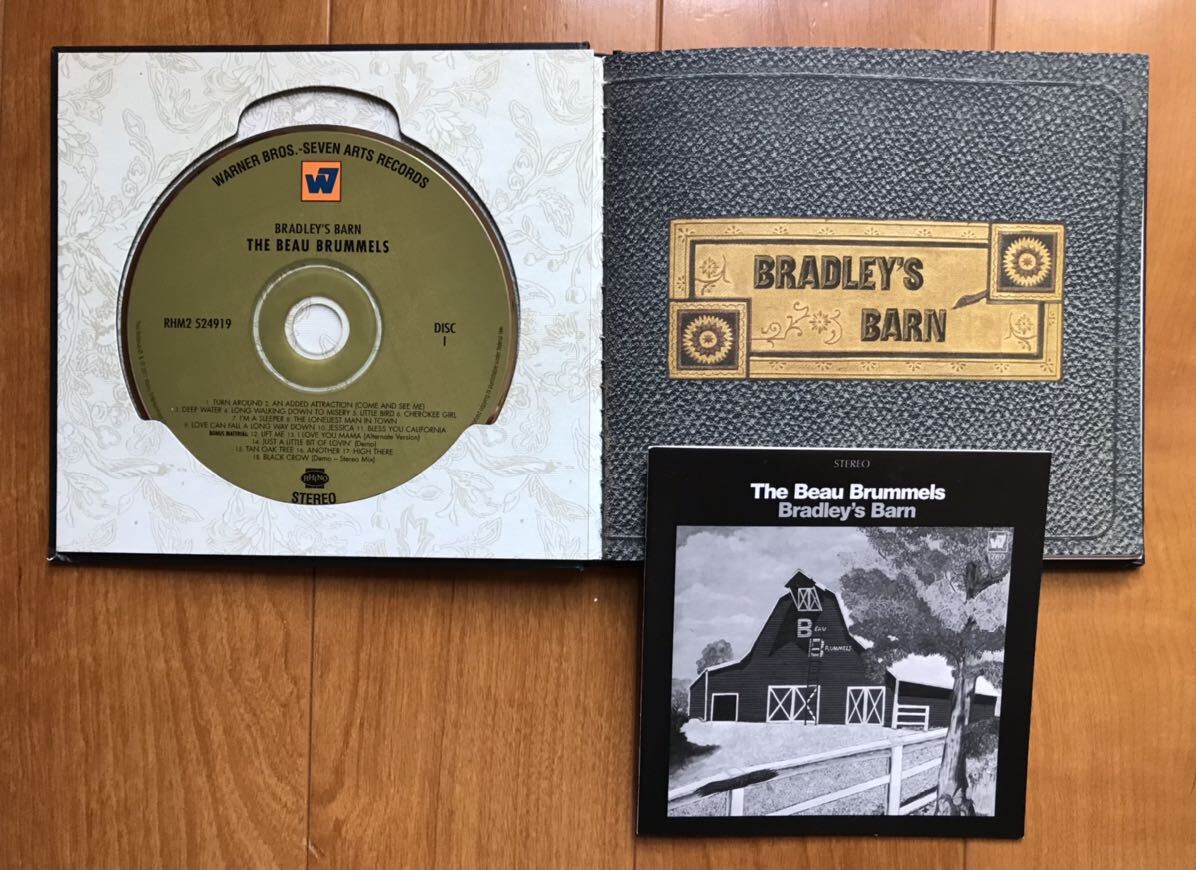 WARNER BROS.-SEVEN ARTS RECORDS
W7
BRADLEY'S BARN
THE BEAU BRUMMELS
RHM2 524919
DISC
1
1. TURN AROUND 2. AN ADDED ATTRACTION (COME AND SEE ME)
3. DEEP WATER 4. LONG WALKING DOWN TO MISERY 5. LITTLE BIRD 6. CHEROKEE GIRL
7. I'M A SLEEPER 8. THE LONELIEST MAN IN TOWN
9. LOVE CAN FALL A LONG WAY DOWN 10. JESSICA 11. BLESS YOU CALIFORNIA
BONUS MATERIAL: 12. LIFT ME 13. I LOVE YOU MAMA (Alternate Version)
14. JUST A LITTLE BIT OF LOVIN' (Demo)
15. TAN OAK TREE 16. ANOTHER 17. HIGH THERE
18. BLACK CROW (Demo – Stereo Mix)
RHINO
STEREO
BRADLEY'S
BARN
STEREO
The Beau Brummels
Bradley's Barn
W7
1760
BEAU
BRUMMELS